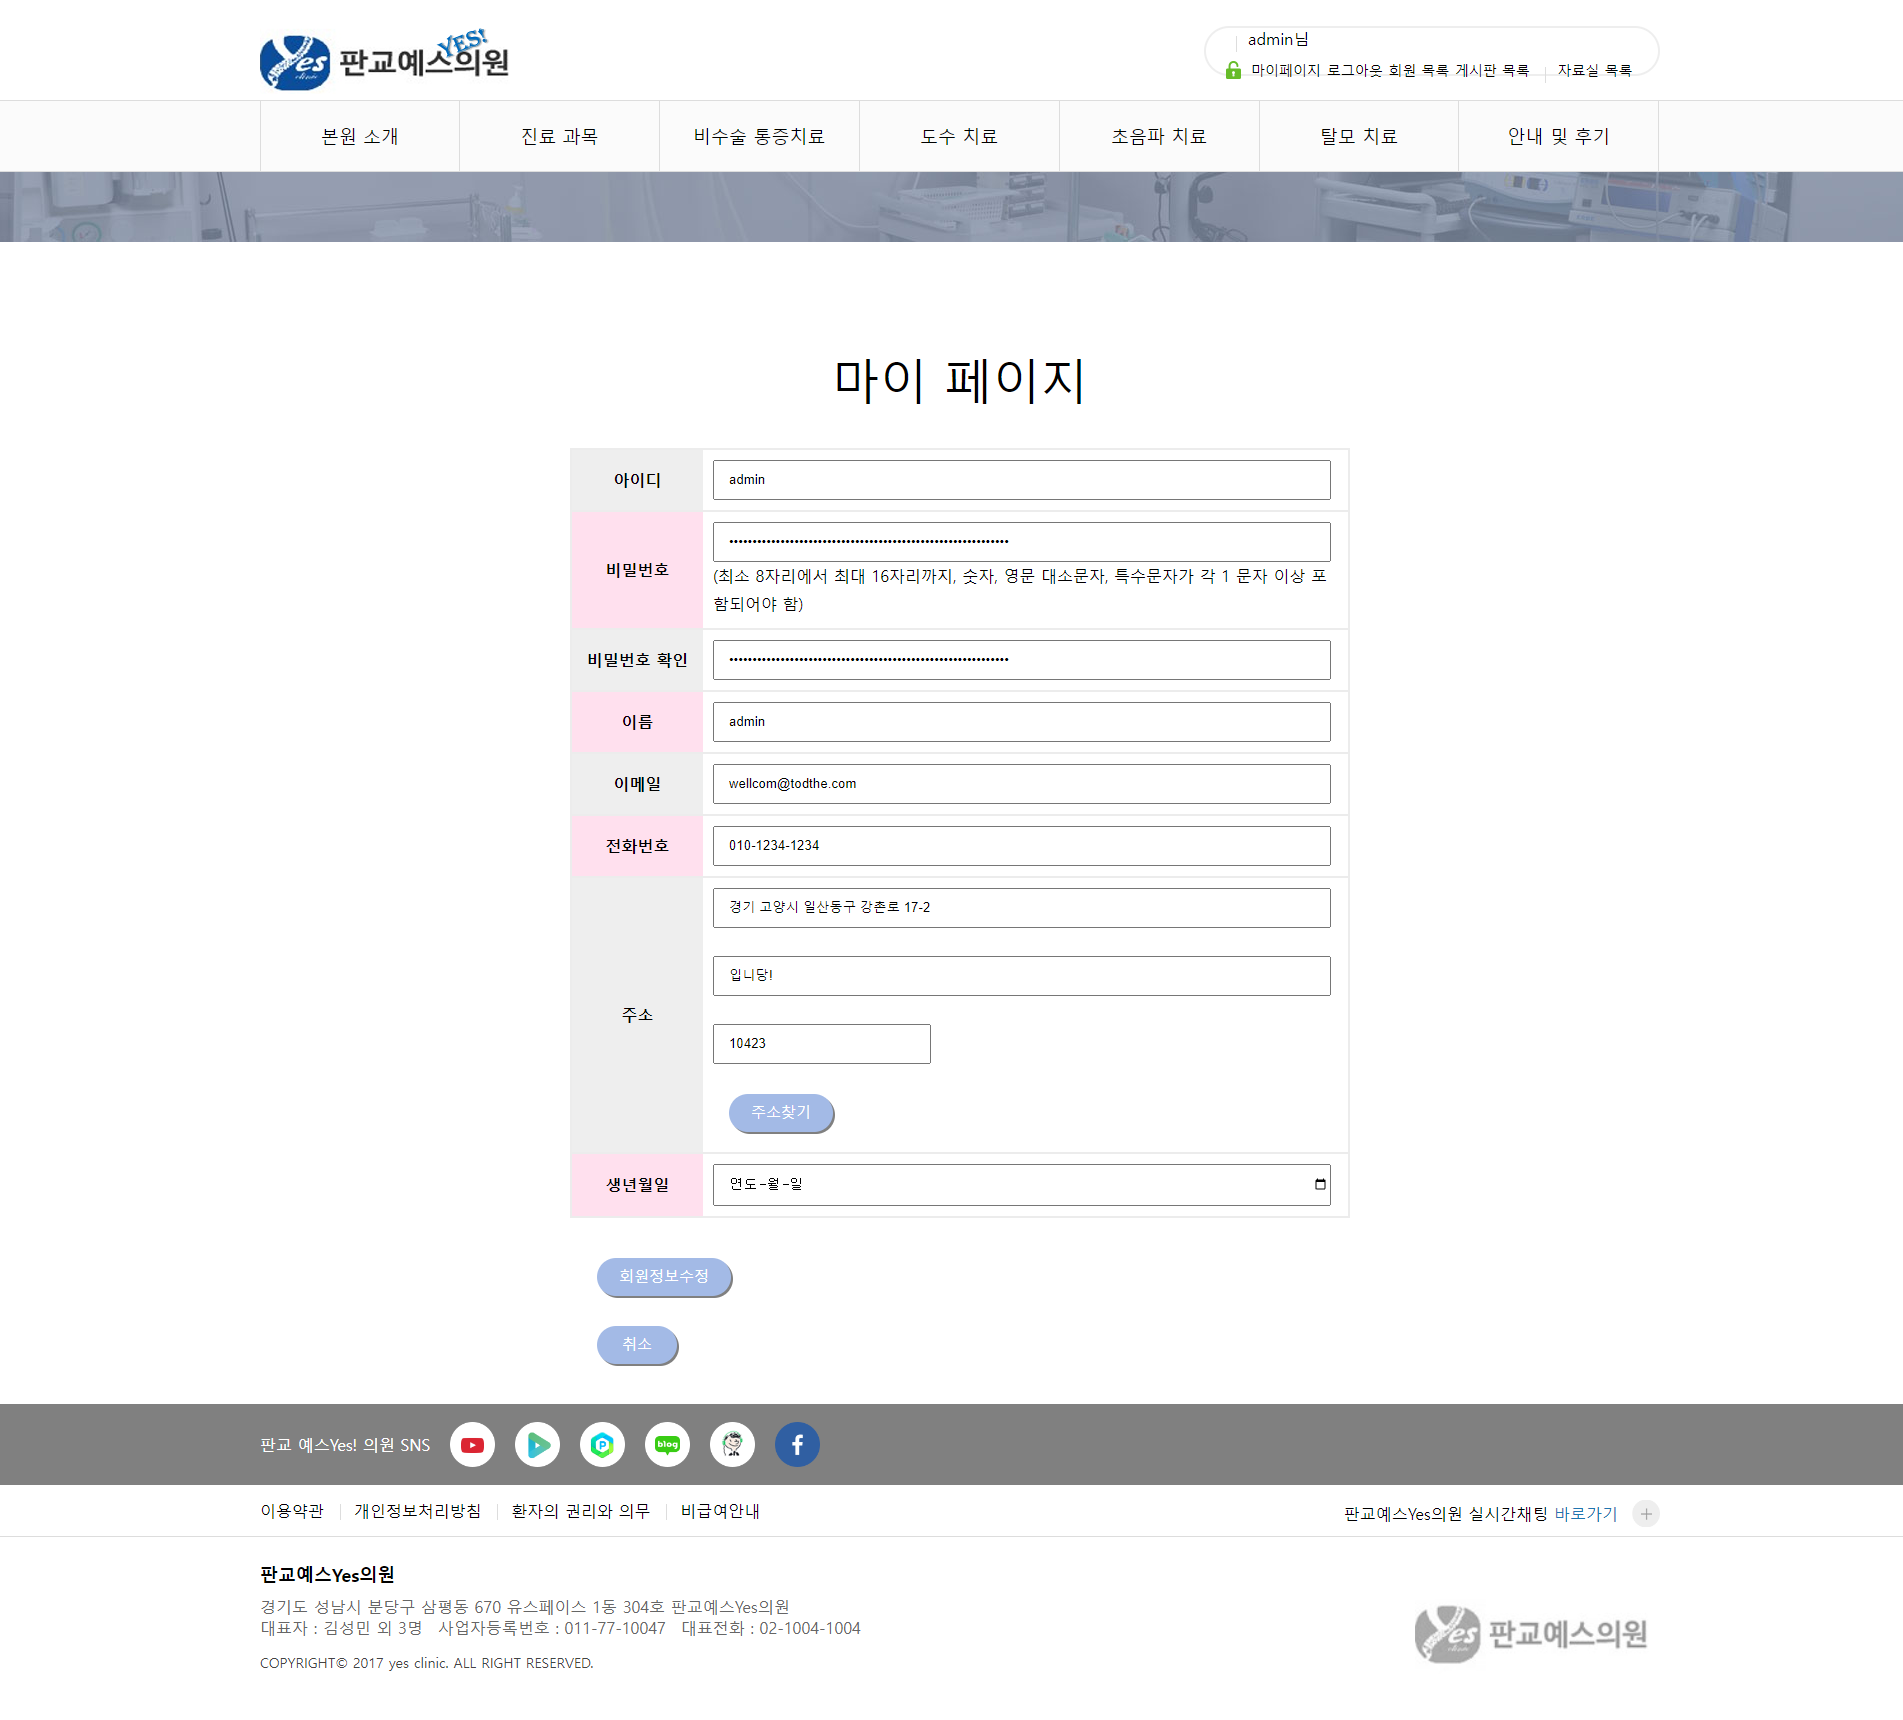 Yes clinic 판교예스의원 YES!
admin님
마이페이지 로그아웃 회원 목록 게시판 목록 자료실 목록
본원 소개 진료 과목 비수술 통증치료 도수 치료 초음파 치료 탈모 치료 안내 및 후기
마이 페이지
아이디 admin
비밀번호
(최소 8자리에서 최대 16자리까지, 숫자, 영문 대소문자, 특수문자가 각 1 문자 이상 포
함되어야 함)
비밀번호 확인
이름 admin
이메일 wellcom@todthe.com
전화번호 010-1234-1234
경기 고양시 일산동구 강촌로 17-2
입니당!
주소
10423
주소찾기
생년월일 연도-월-일
회원정보수정
취소
판교 예스Yes! 의원 SNS
blog
이용약관 개인정보처리방침 환자의 권리와 의무 비급여안내
판교예스Yes의원 실시간채팅 바로가기
판교예스Yes의원
경기도 성남시 분당구 삼평동 670 유스페이스 1동 304호 판교예스Yes의원
대표자 : 김성민 외 3명 사업자등록번호 : 011-77-10047 대표전화 : 02-1004-1004
COPYRIGHT© 2017 yes clinic. ALL RIGHT RESERVED.
Yes clinic 판교예스의원